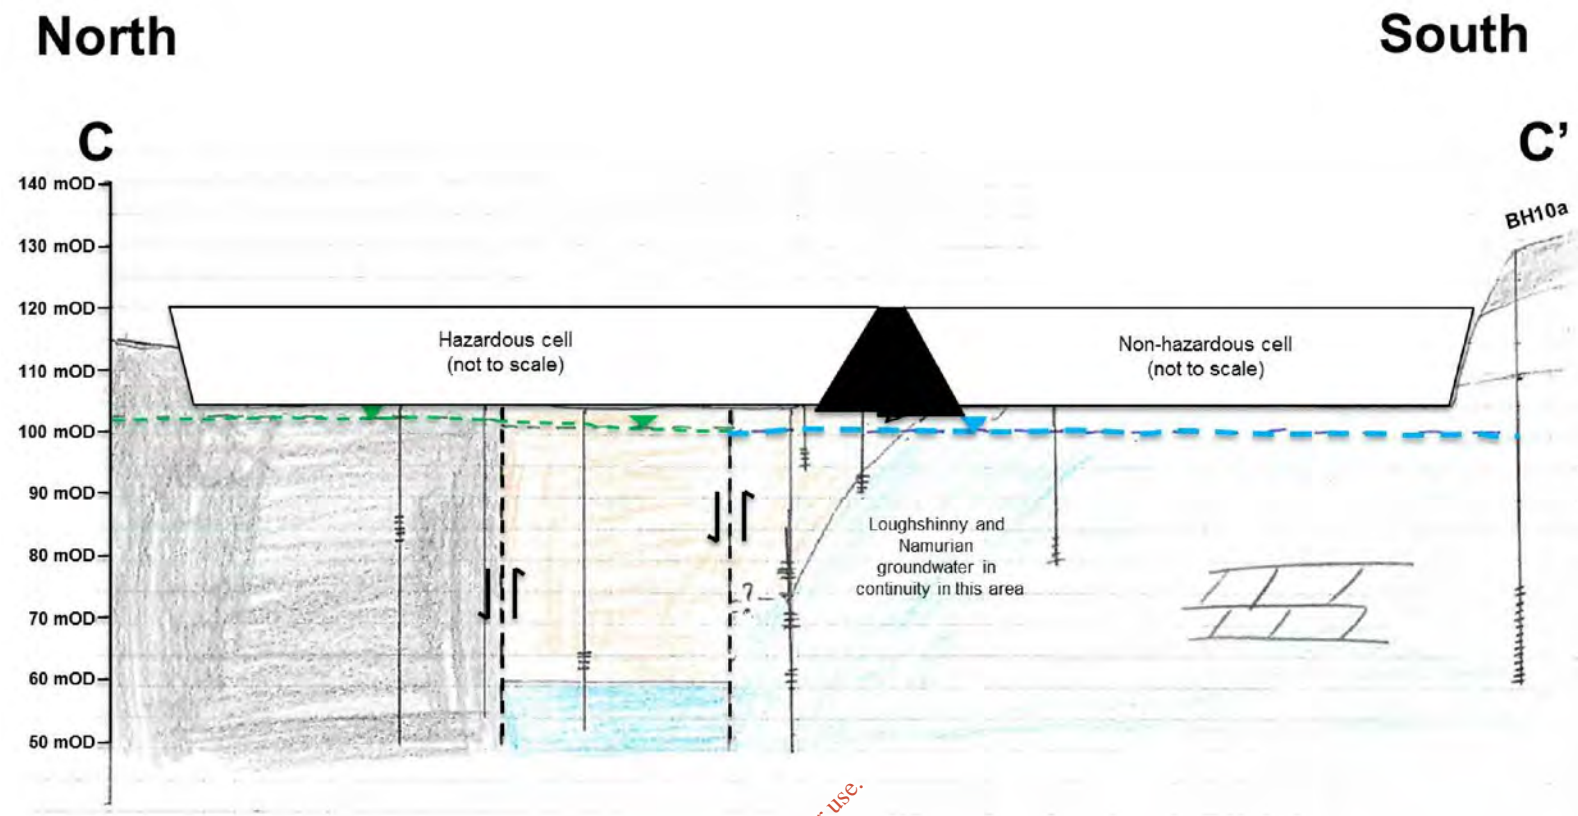 North
South
C
C’
140 mOD
BH10a
130 mOD
120 mOD
Hazardous cell
(not to scale)
Non-hazardous cell
(not to scale)
110 mOD
100 mOD
90 mOD
Loughshinny and
Namurian
groundwater in
continuity in this area
80 mOD
?
70 mOD
60 mOD
50 mOD
use.